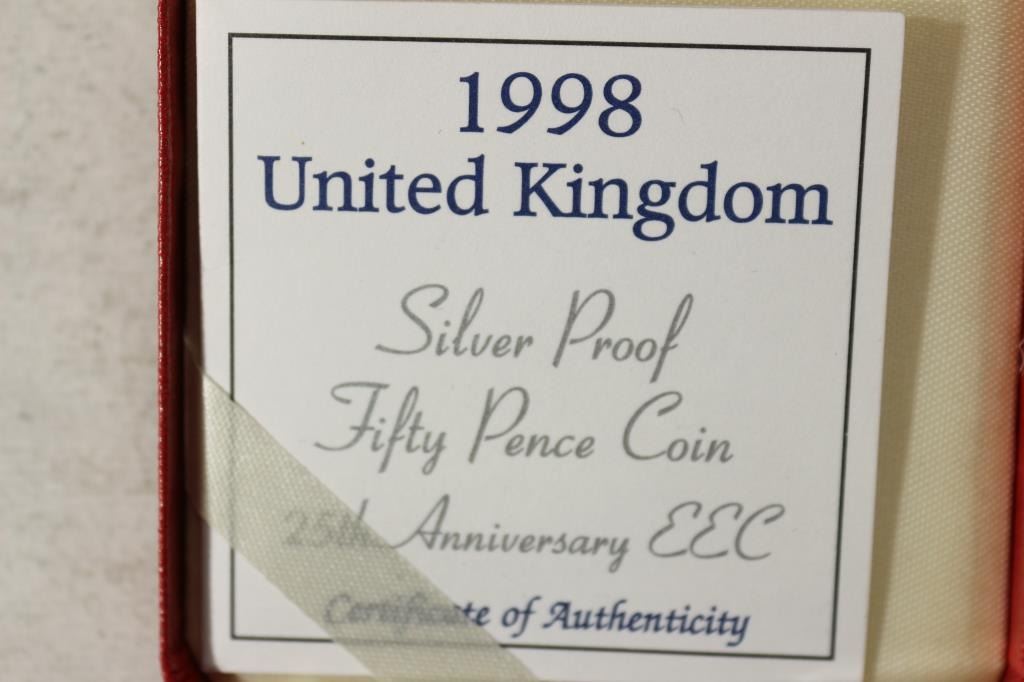 1998
United Kingdom
Silver Proof
Fifty Pence Coin
25th Anniversary EEC
Certificate of Authenticity